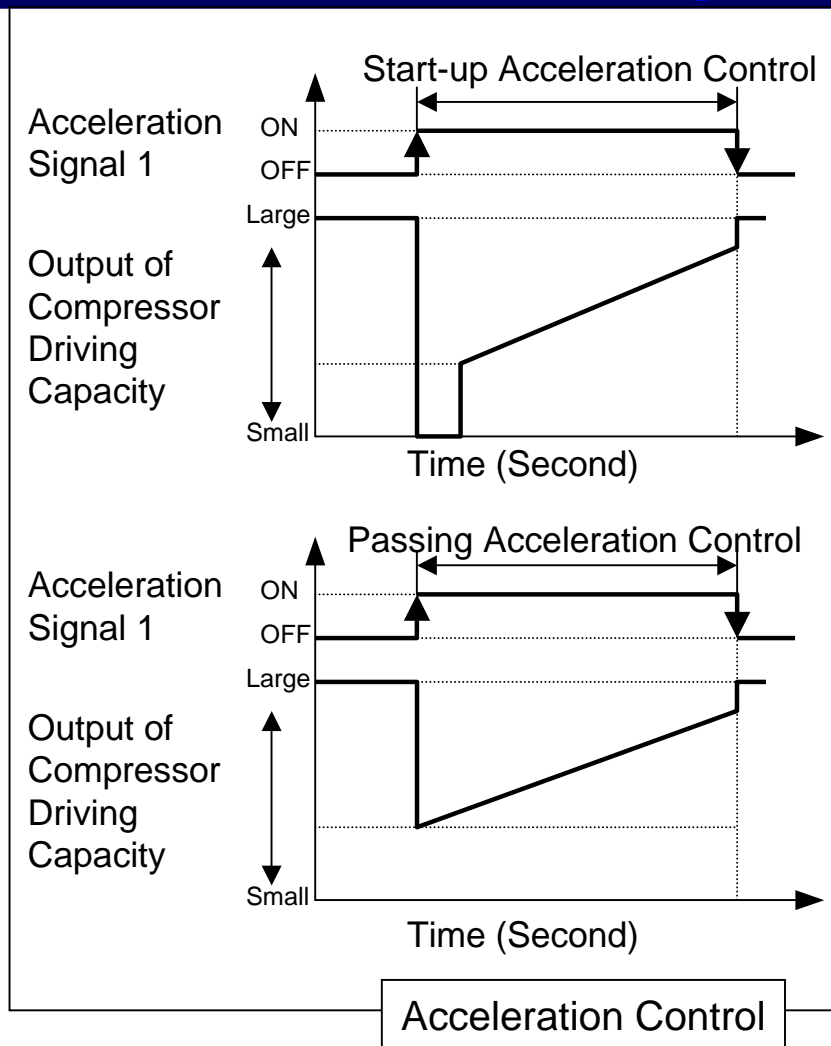 Start-up Acceleration Control
Acceleration
Signal 1
ON
OFF
Large
Output of
Compressor
Driving
Capacity
Small
Time (Second)
Passing Acceleration Control
Acceleration
Signal 1
ON
OFF
Large
Output of
Compressor
Driving
Capacity
Small
Time (Second)
Acceleration Control